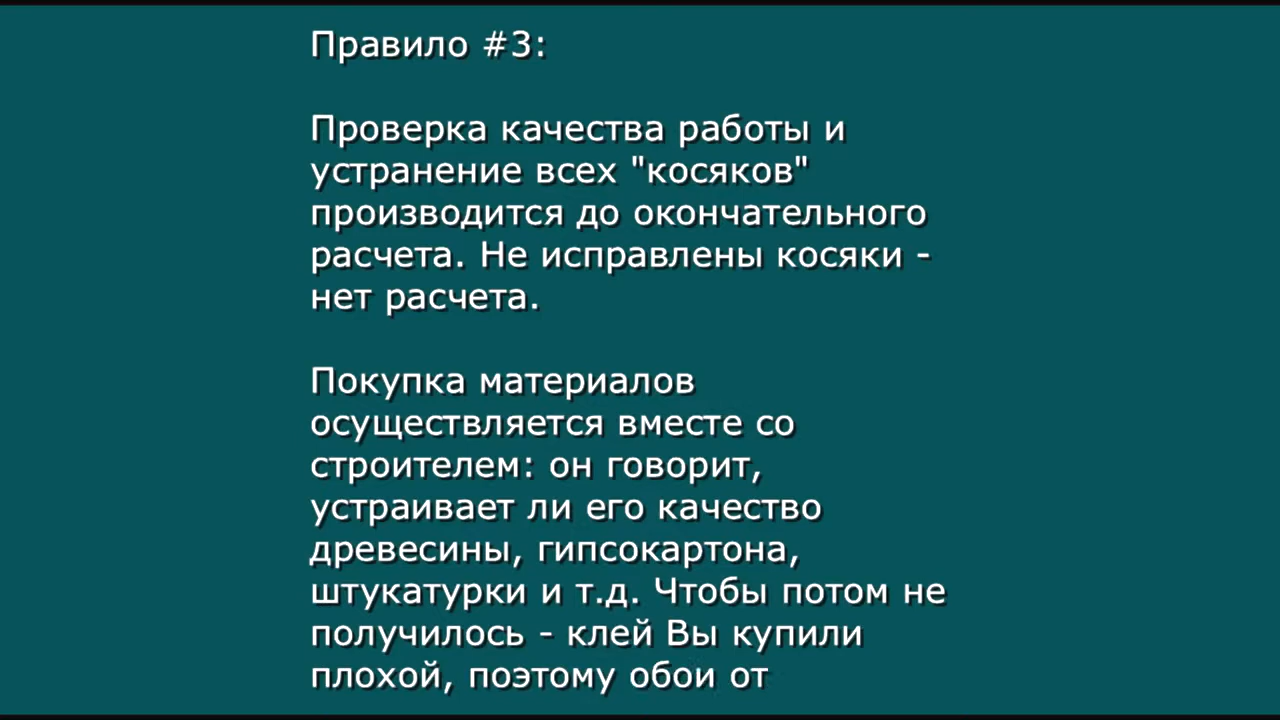 Правило #3:
Проверка качества работы и
устранение всех "косяков"
производится до окончательного
расчета. Не исправлены косяки -
нет расчета.
Покупка материалов
осуществляется вместе со
строителем: он говорит,
устраивает ли его качество
древесины, гипсокартона,
штукатурки и т.д. Чтобы потом не
получилось - клей Вы купили
плохой, поэтому обои от